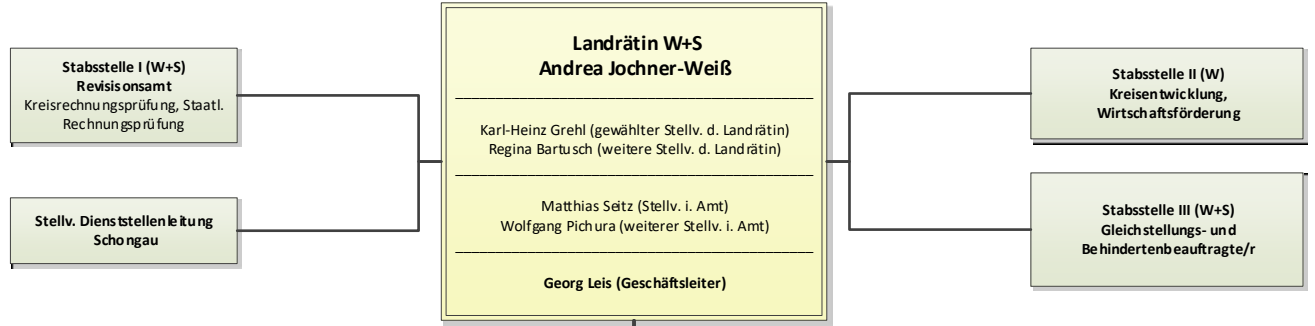 Stabsstelle I (W+S)
Revisisonsamt
Kreisrechnungsprüfung, Staatl.
Rechnungsprüfung
Stellv. Dienststellenleitung
Schongau
Landrätin W+S
Andrea Jochner-Weiß
Karl-Heinz Grehl (gewählter Stellv. d. Landrätin)
Regina Bartusch (weitere Stellv. d. Landrätin)
Matthias Seitz (Stellv. i. Amt)
Wolfgang Pichura (weiterer Stellv. i. Amt)
Georg Leis (Geschäftsleiter)
Stabsstelle II (W)
Kreisentwicklung,
Wirtschaftsförderung
Stabsstelle III (W+S)
Gleichstellungs- und
Behindertenbeauftragte/r